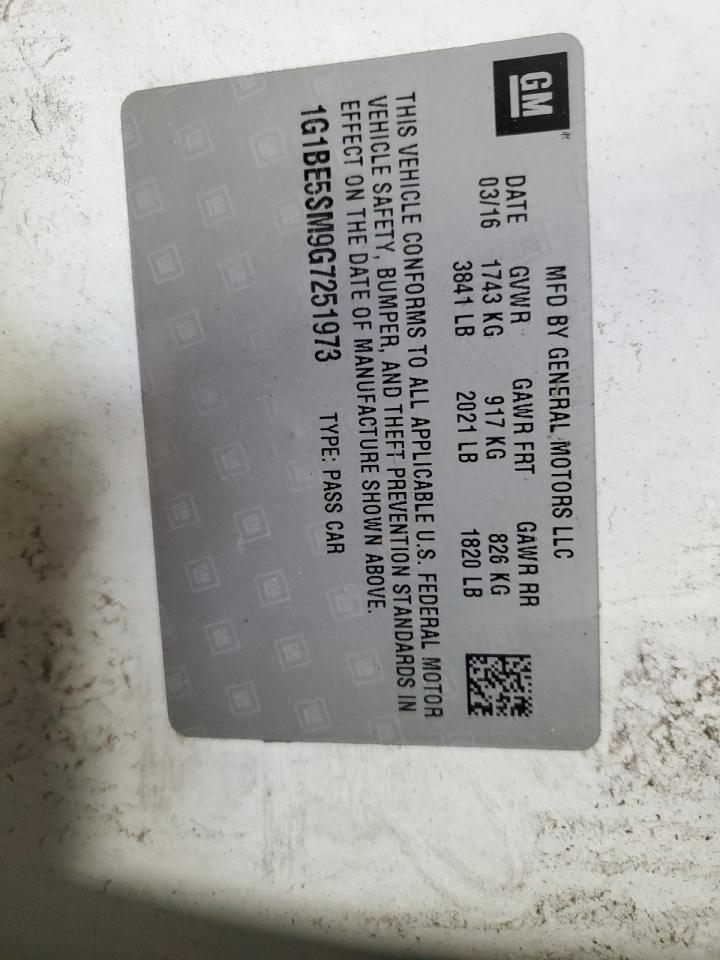 GM
MFD BY GENERAL MOTORS LLC
DATE GVWR GAWR FRT GAWR RR
03/16 1743 KG 917 KG 826 KG
3841 LB 2021 LB 1820 LB
THIS VEHICLE CONFORMS TO ALL APPLICABLE U.S. FEDERAL MOTOR
VEHICLE SAFETY, BUMPER, AND THEFT PREVENTION STANDARDS IN
EFFECT ON THE DATE OF MANUFACTURE SHOWN ABOVE.
1G1BE5SM9G7251973 TYPE: PASS CAR